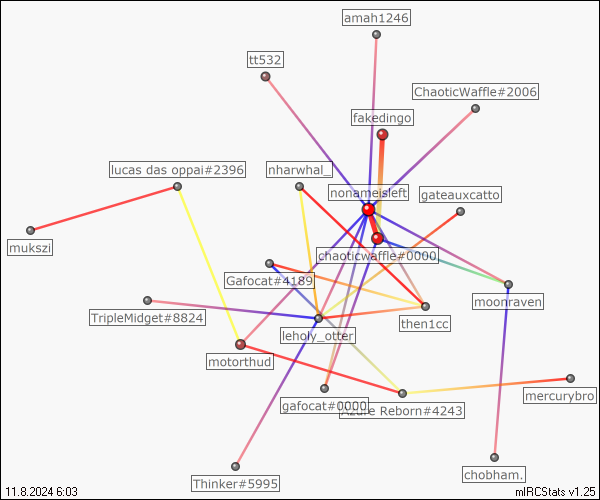 amah1246
tt532
ChaoticWaffle#2006
fakedingo
lucas das oppai#2396
nharwhal_
nonameisleft
gateauxcatto
mukszi
chaoticwaffle#0000
Gafocat#4189
moonraven
TripleMidget#8824
then1cc
leholy_otter
motorthud
mercurybro
gafocat#0000
Azure Reborn#4243
chobham.
Thinker#5995
11.8.2024 6:03
mIRCStats v1.25